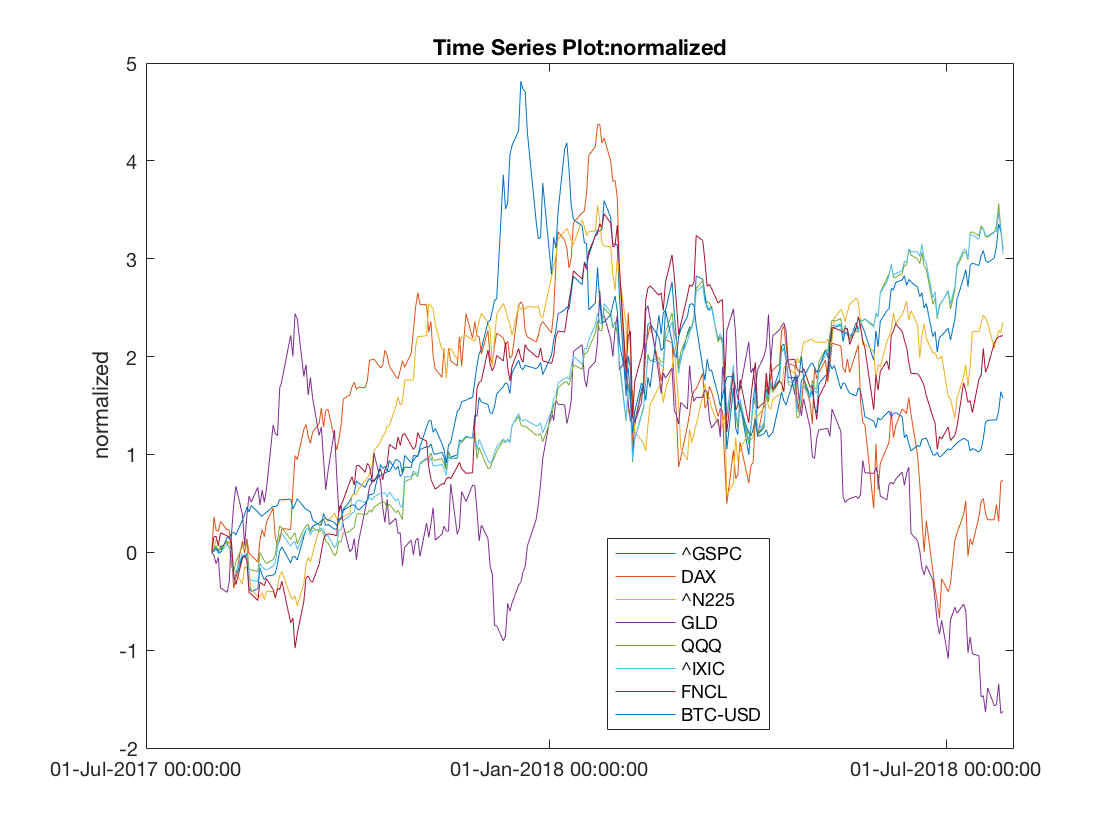 Time Series Plot:normalized
5
4
3
2
1
0
-1
-2
normalized
^GSPC
DAX
^N225
GLD
QQQ
^IXIC
FNCL
BTC-USD
01-Jul-2017 00:00:00
01-Jan-2018 00:00:00
01-Jul-2018 00:00:00